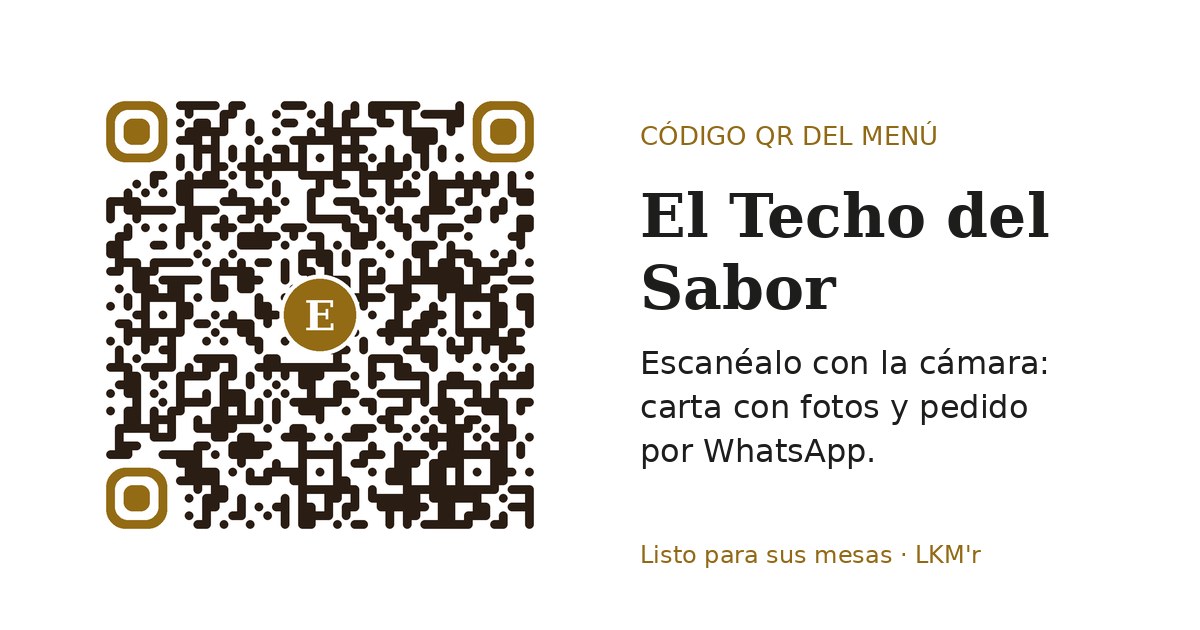 E
CÓDIGO QR DEL MENÚ
El Techo del
Sabor
Escanéalo con la cámara:
carta con fotos y pedido
por WhatsApp.
Listo para sus mesas · LKM'r